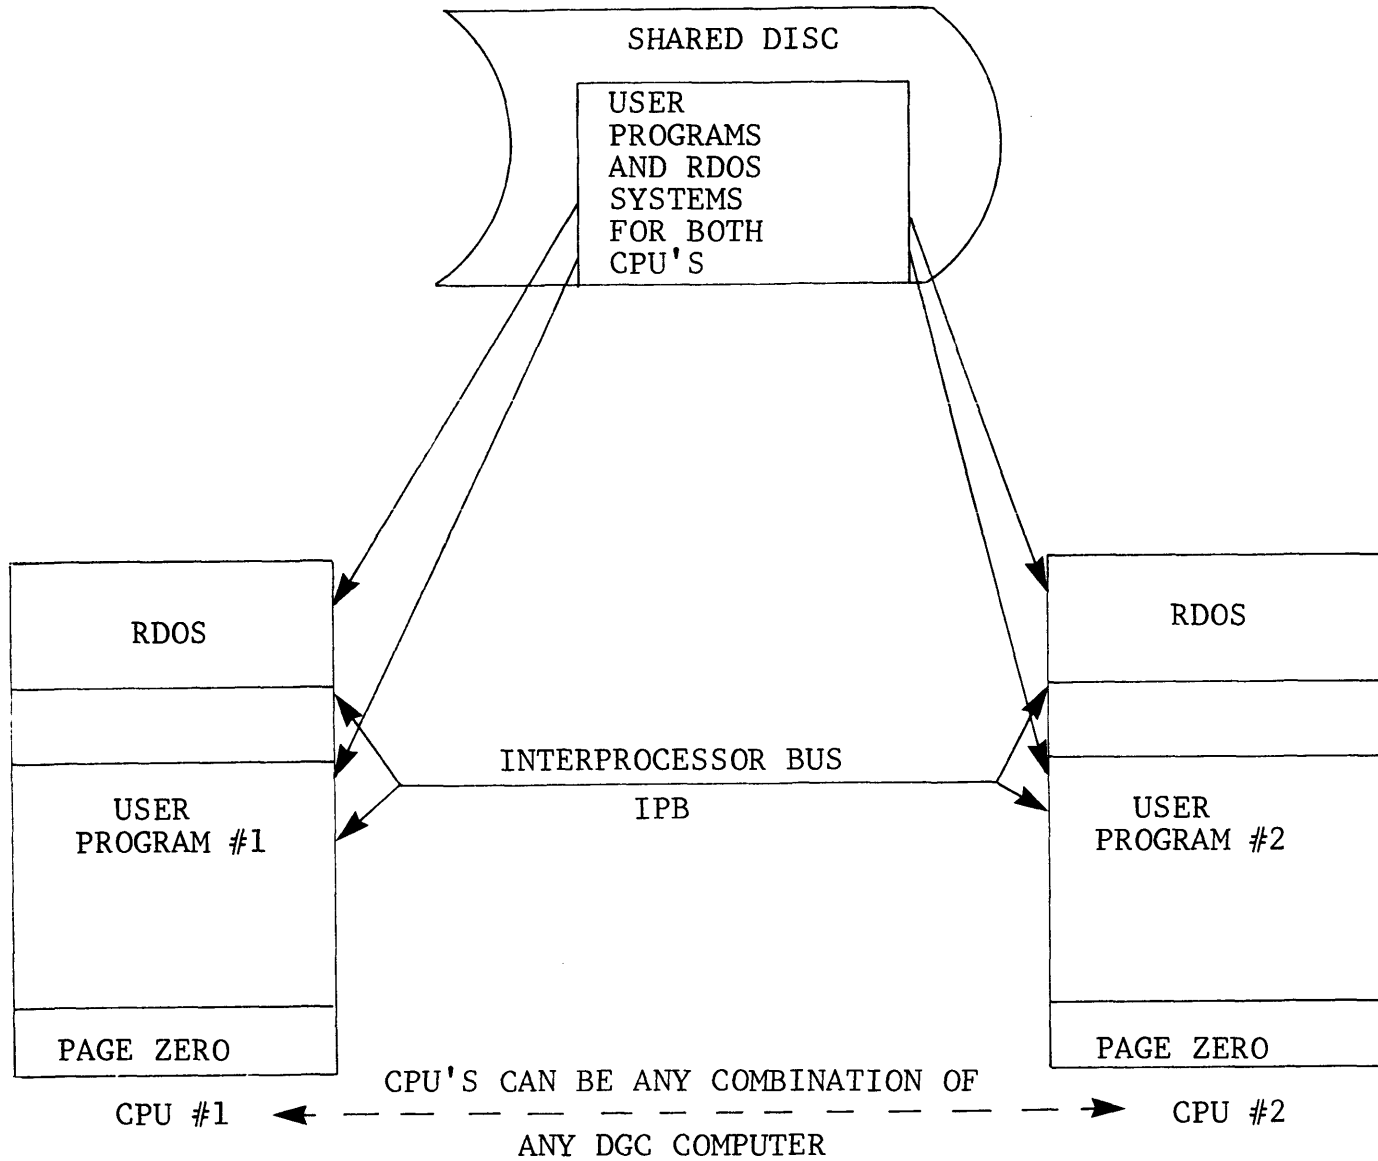 SHARED DISC
USER
PROGRAMS
AND RDOS
SYSTEMS
FOR BOTH
CPU'S
RDOS
RDOS
INTERPROCESSOR BUS
IPB
USER
PROGRAM #1
USER
PROGRAM #2
PAGE ZERO
PAGE ZERO
CPU'S CAN BE ANY COMBINATION OF
CPU #1
CPU #2
ANY DGC COMPUTER